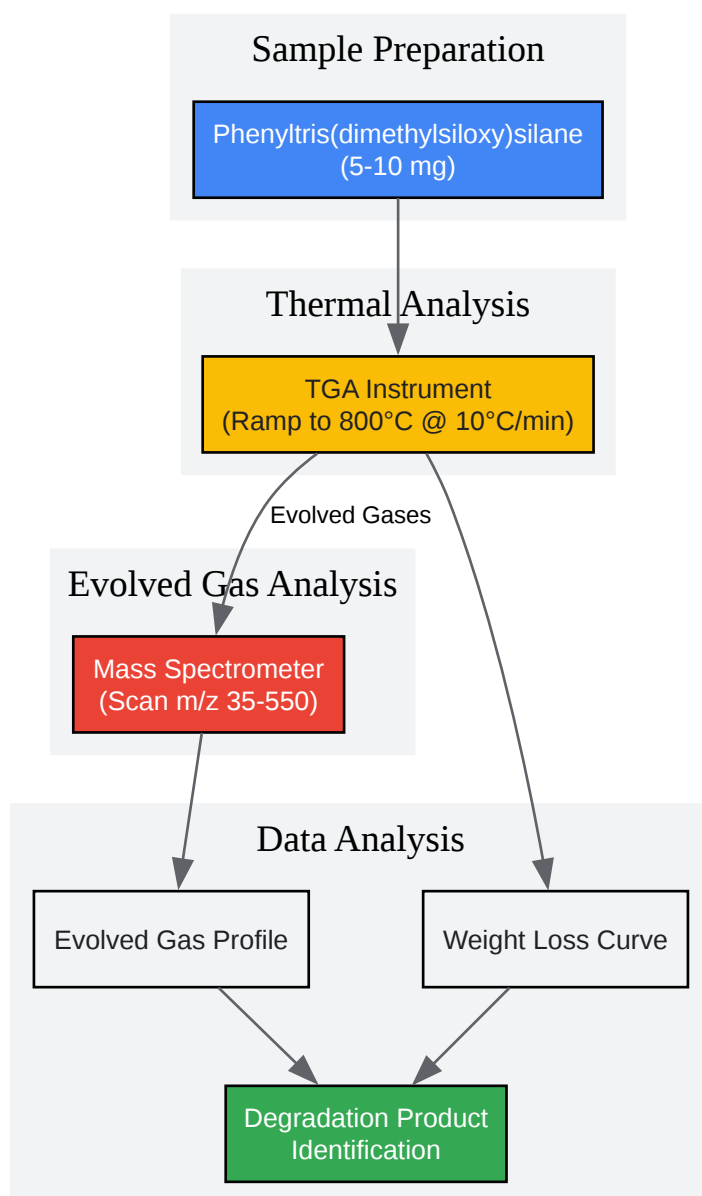 Sample Preparation
Phenyltris(dimethylsiloxy)silane
(5-10 mg)
Thermal Analysis
TGA Instrument
(Ramp to 800°C @ 10°C/min)
Evolved Gases
Evolved Gas Analysis
Mass Spectrometer
(Scan m/z 35-550)
Data Analysis
Evolved Gas Profile
Weight Loss Curve
Degradation Product
Identification